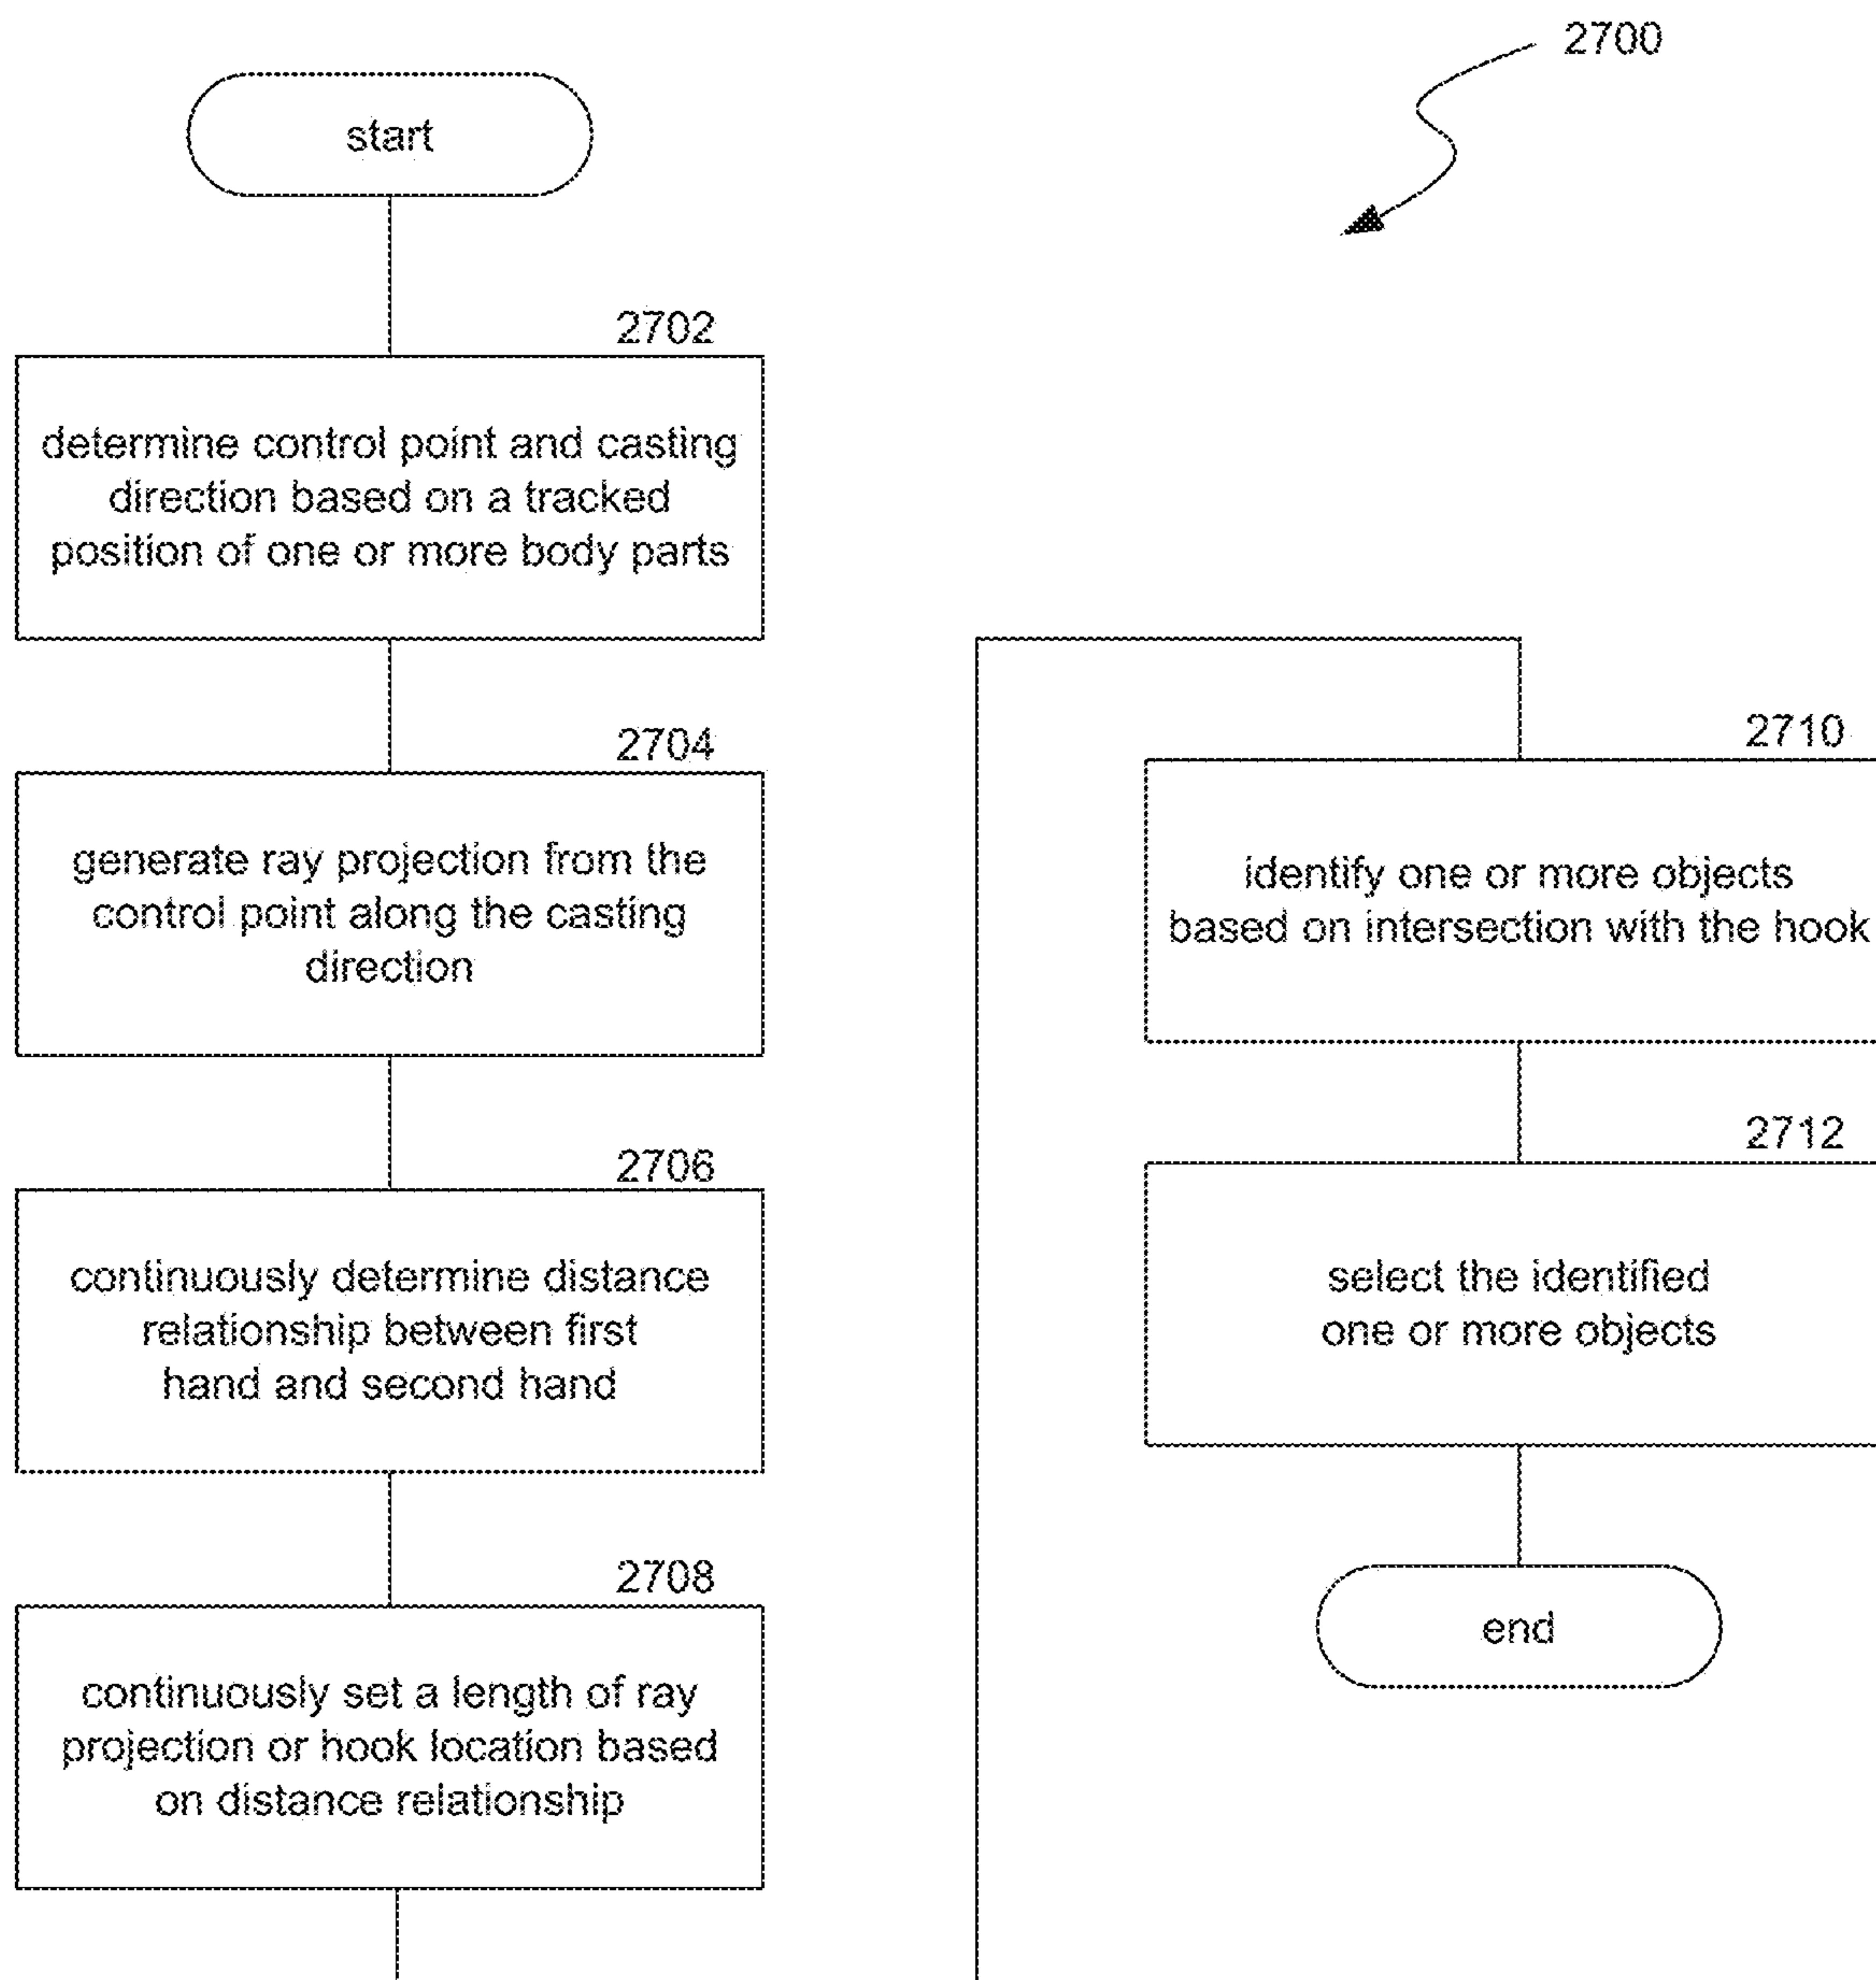 2700
start
2702
determine control point and casting
direction based on a tracked
position of one or more body parts
2704
generate ray projection from the
control point along the casting
direction
2706
continuously determine distance
relationship between first
hand and second hand
2708
continuously set a length of ray
projection or hook location based
on distance relationship
2710
identify one or more objects
based on intersection with the hook
2712
select the identified
one or more objects
end